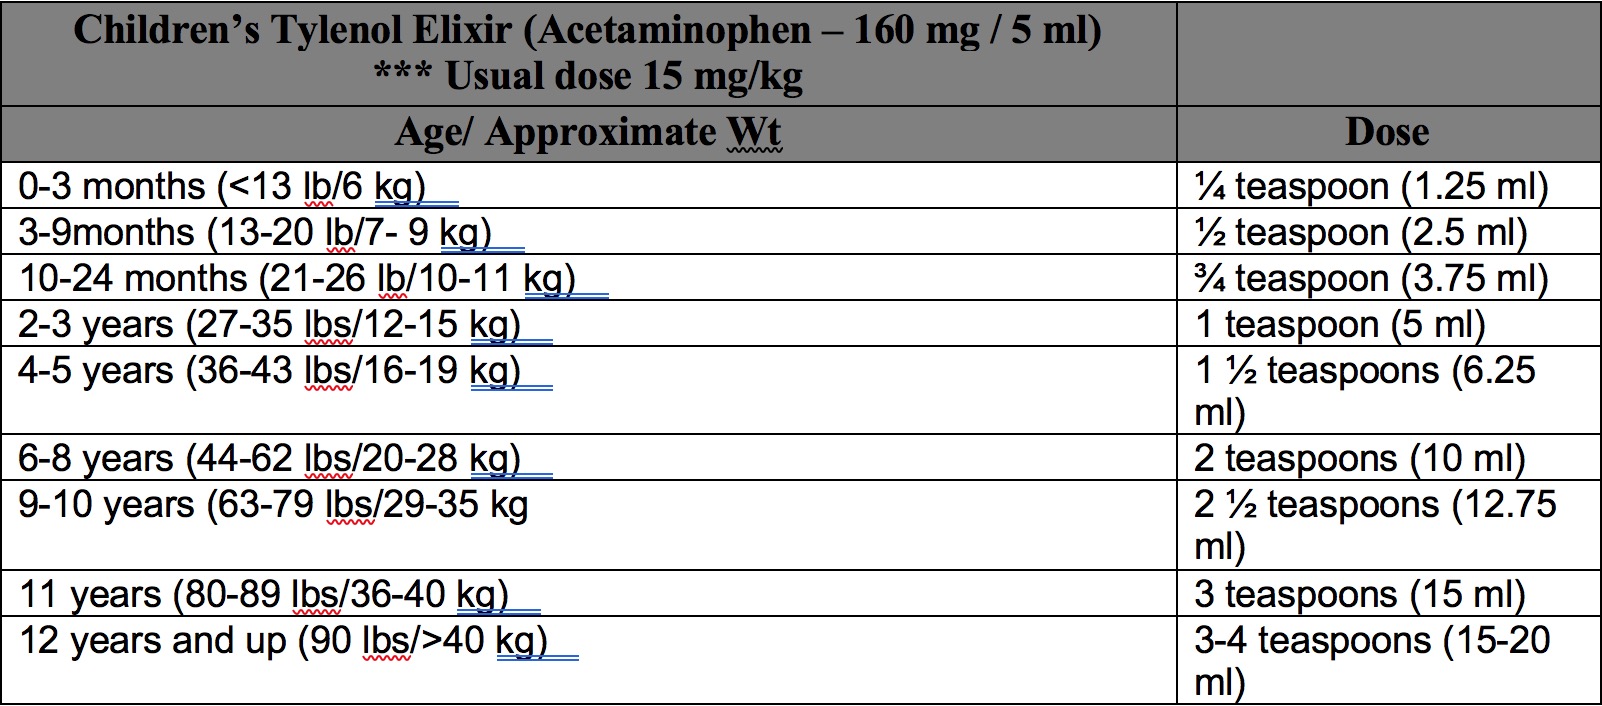 Children’s Tylenol Elixir (Acetaminophen – 160 mg / 5 ml)
*** Usual dose 15 mg/kg
Age/ Approximate Wt Dose
0-3 months (<13 lb/6 kg) ¼ teaspoon (1.25 ml)
3-9months (13-20 lb/7- 9 kg) ½ teaspoon (2.5 ml)
10-24 months (21-26 lb/10-11 kg) ¾ teaspoon (3.75 ml)
2-3 years (27-35 lbs/12-15 kg) 1 teaspoon (5 ml)
4-5 years (36-43 lbs/16-19 kg) 1 ½ teaspoons (6.25
ml)
6-8 years (44-62 lbs/20-28 kg) 2 teaspoons (10 ml)
9-10 years (63-79 lbs/29-35 kg 2 ½ teaspoons (12.75
ml)
11 years (80-89 lbs/36-40 kg) 3 teaspoons (15 ml)
12 years and up (90 lbs/>40 kg) 3-4 teaspoons (15-20
ml)